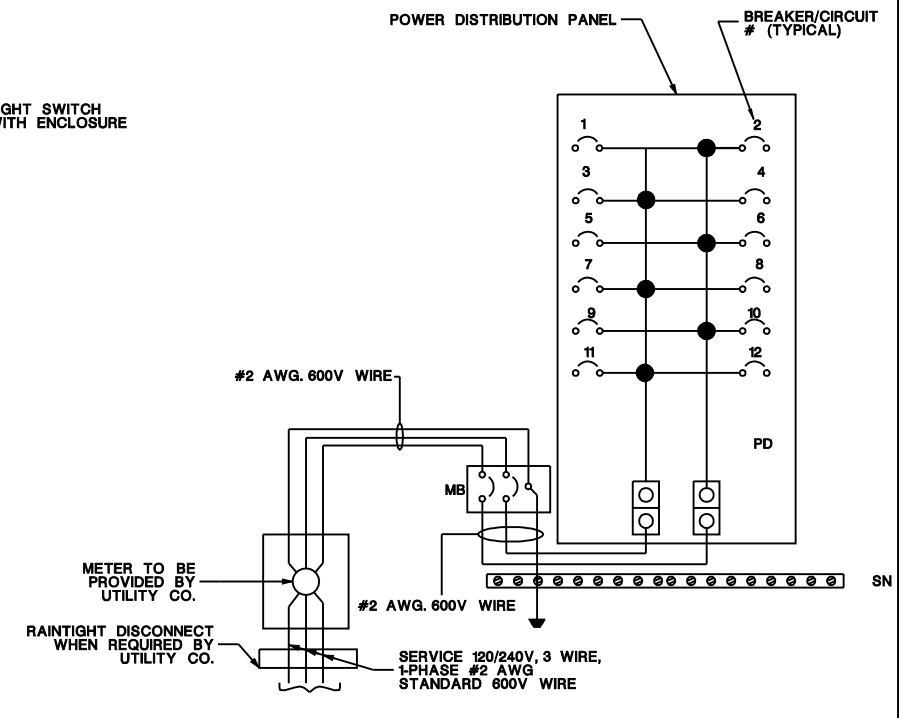 POWER DISTRIBUTION PANEL
BREAKER/CIRCUIT
# (TYPICAL)
GHT SWITCH
WITH ENCLOSURE
1
2
3
4
5
6
7
8
9
10
11
12
#2 AWG. 600V WIRE
PD
MB
METER TO BE
PROVIDED BY
UTILITY CO.
SN
#2 AWG. 600V WIRE
RAINTIGHT DISCONNECT
WHEN REQUIRED BY
UTILITY CO.
SERVICE 120/240V, 3 WIRE,
1-PHASE #2 AWG
STANDARD 600V WIRE